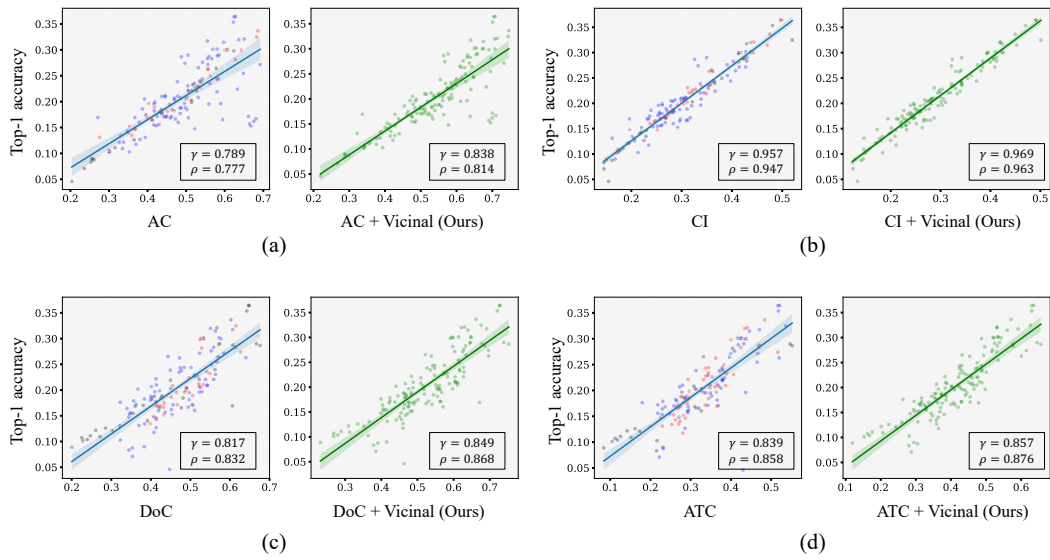 Top-1 accuracy
0.35
0.30
0.25
0.20
0.15
0.10
0.05
γ = 0.789
ρ = 0.777
0.2 0.3 0.4 0.5 0.6 0.7
AC
0.35
0.30
0.25
0.20
0.15
0.10
0.05
γ = 0.838
ρ = 0.814
0.3 0.4 0.5 0.6 0.7
AC + Vicinal (Ours)
(a)
Top-1 accuracy
0.35
0.30
0.25
0.20
0.15
0.10
0.05
γ = 0.957
ρ = 0.947
0.2 0.3 0.4 0.5
CI
0.35
0.30
0.25
0.20
0.15
0.10
0.05
γ = 0.969
ρ = 0.963
0.2 0.3 0.4 0.5
CI + Vicinal (Ours)
(b)
Top-1 accuracy
0.35
0.30
0.25
0.20
0.15
0.10
0.05
γ = 0.817
ρ = 0.832
0.2 0.3 0.4 0.5 0.6 0.7
DoC
0.35
0.30
0.25
0.20
0.15
0.10
0.05
γ = 0.849
ρ = 0.868
0.3 0.4 0.5 0.6 0.7
DoC + Vicinal (Ours)
(c)
Top-1 accuracy
0.35
0.30
0.25
0.20
0.15
0.10
0.05
γ = 0.839
ρ = 0.858
0.1 0.2 0.3 0.4 0.5
ATC
0.35
0.30
0.25
0.20
0.15
0.10
0.05
γ = 0.857
ρ = 0.876
0.1 0.2 0.3 0.4 0.5 0.6
ATC + Vicinal (Ours)
(d)